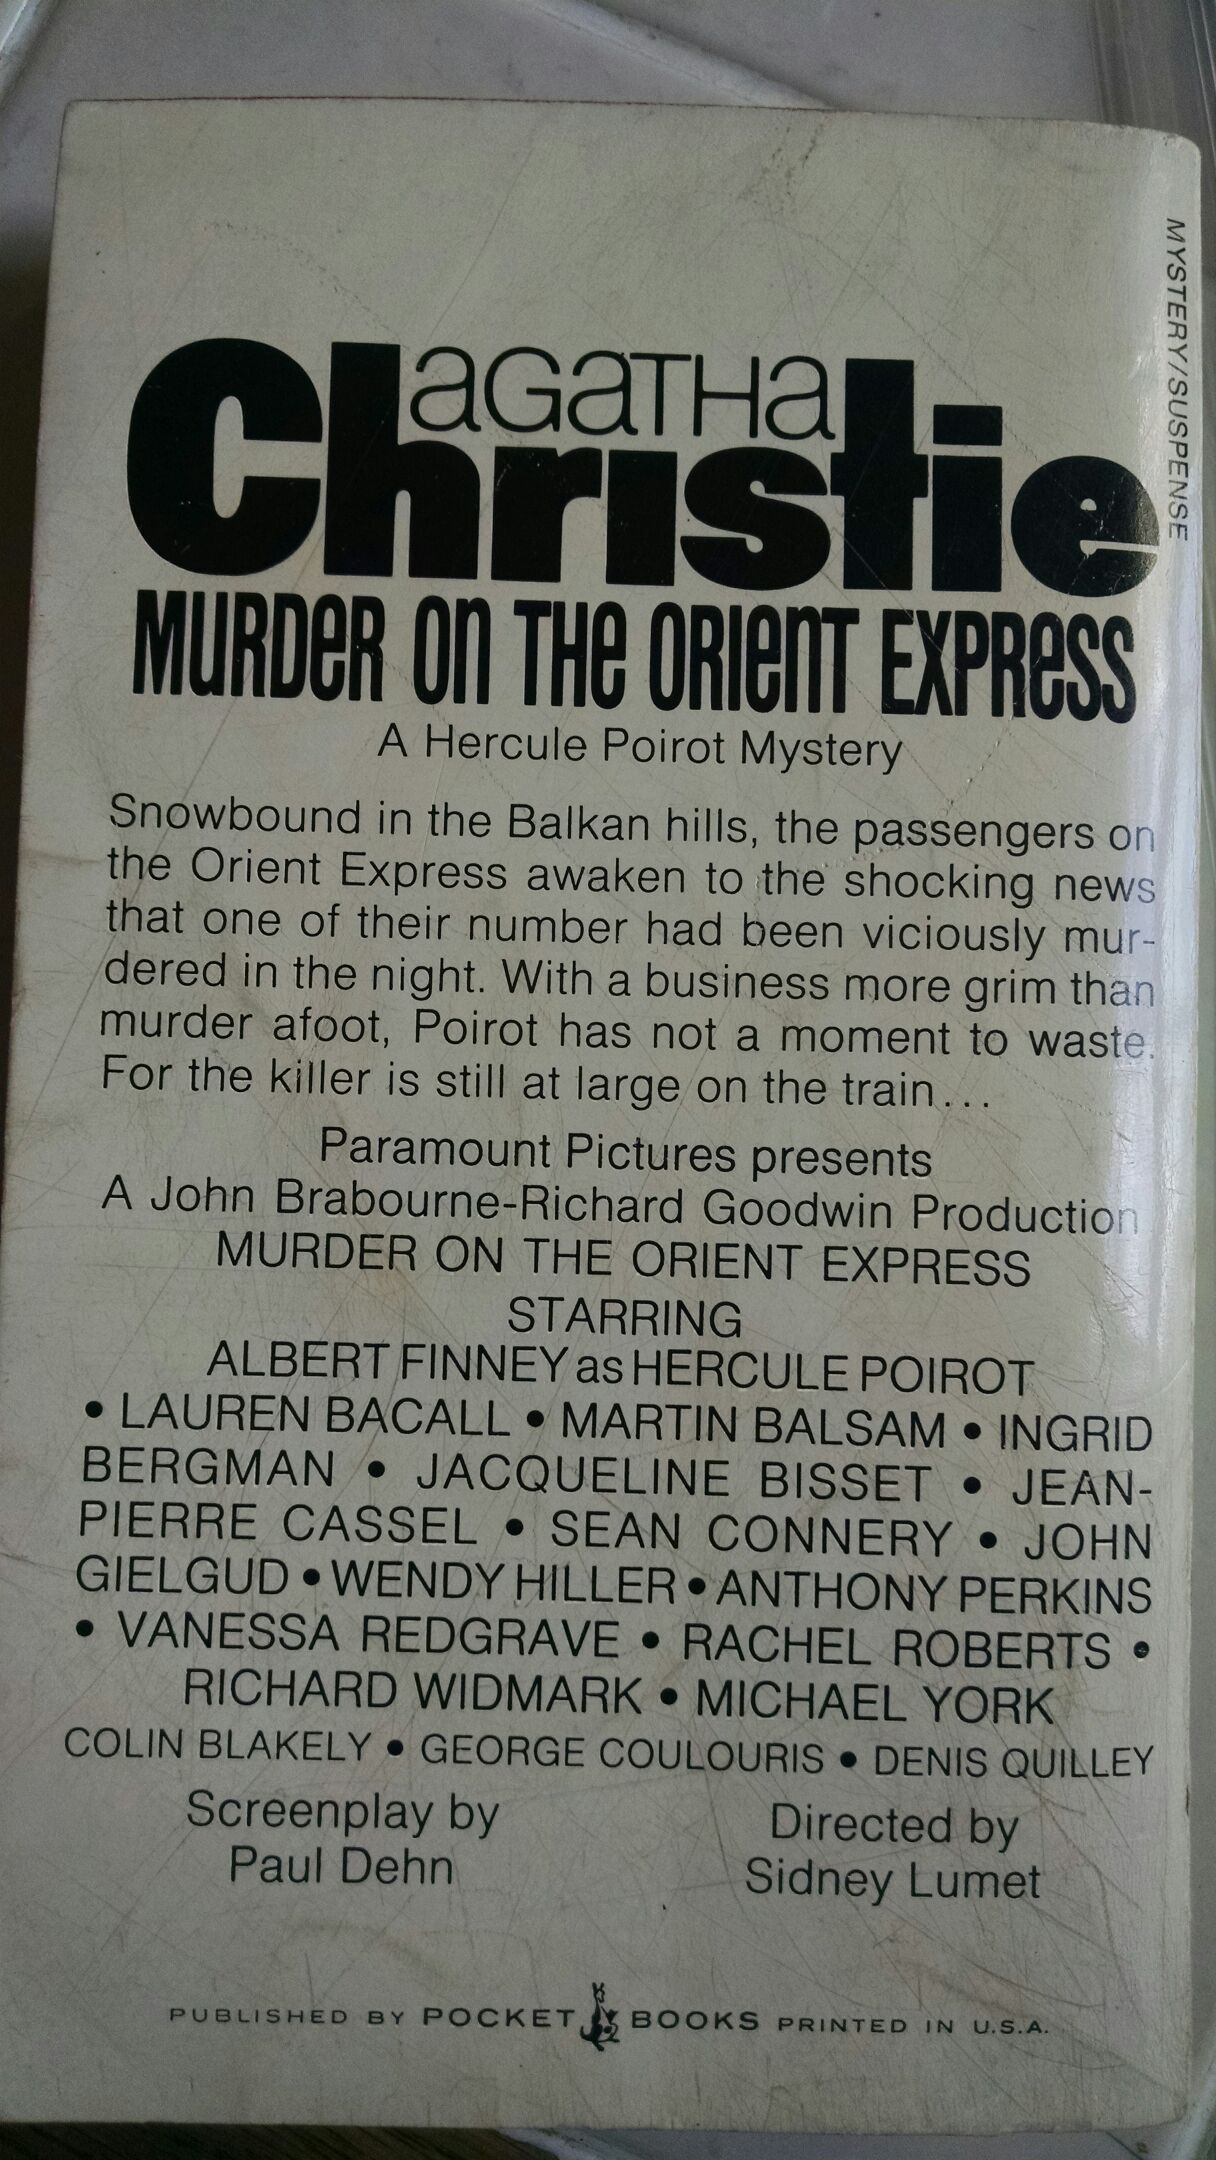 AGATHA
Christie
MURDER ON THE ORIENT EXPRESS
A Hercule Poirot Mystery
Snowbound in the Balkan hills, the passengers on
the Orient Express awaken to the shocking news
that one of their number had been viciously mur-
dered in the night. With a business more grim than
murder afoot, Poirot has not a moment to waste.
For the killer is still at large on the train...
Paramount Pictures presents
A John Brabourne-Richard Goodwin Production
MURDER ON THE ORIENT EXPRESS
STARRING
ALBERT FINNEY as HERCULE POIROT
• LAUREN BACALL • MARTIN BALSAM • INGRID
BERGMAN • JACQUELINE BISSET • JEAN-
PIERRE CASSEL • SEAN CONNERY • JOHN
GIELGUD • WENDY HILLER • ANTHONY PERKINS
• VANESSA REDGRAVE • RACHEL ROBERTS •
RICHARD WIDMARK • MICHAEL YORK
COLIN BLAKELY • GEORGE COULOURIS • DENIS QUILLEY
Screenplay by
Paul Dehn
Directed by
Sidney Lumet
PUBLISHED BY POCKET BOOKS PRINTED IN U.S.A.
MYSTERY/SUSPENSE